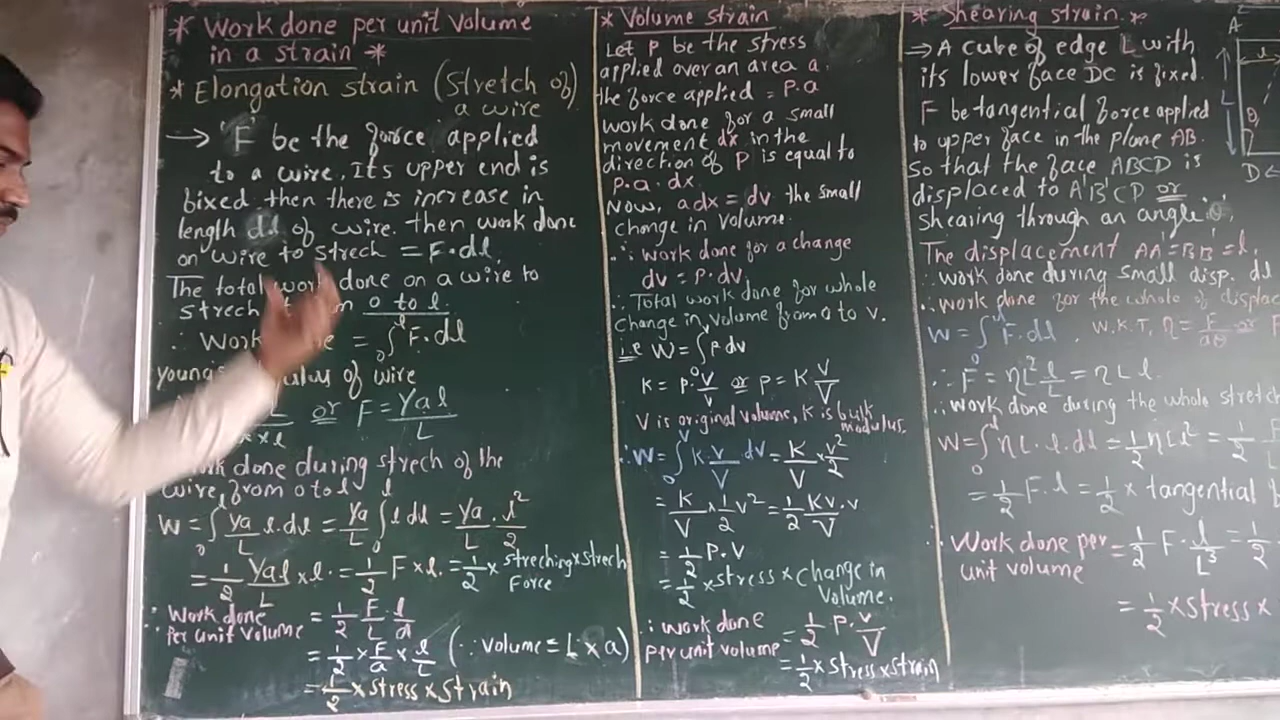 * Work done per unit volume
in a strain *
* Elongation strain (Stretch of
a wire)
→ 'F' be the force applied
to a wire. Its upper end is
bixed then there is increase in
length dl of wire. then work done
on wire to strech = F·dl.
The total work done on a wire to
strech 0 to l.
∴ Work = ₀∫ˡ F·dl
young's of wire
or F = Yal/L
done during strech of the
wire, from 0 to l
W = ₀∫ˡ Ya/L l·dl = Ya/L ₀∫ˡ l dl = Ya/L · l²/2
= 1/2 Yal/L × l = 1/2 F × l = 1/2 × streching × strech
Force
∴ Work done
Per unit volume = 1/2 F/L · l/a
= 1/2 × F/a × l/L (∵ volume = L × a)
= 1/2 × stress × strain
* Volume strain
Let P be the stress
applied over an area a.
the force applied = P.a
work done for a small
movement dx in the
direction of P is equal to
P.a.dx.
Now, adx = dv the small
change in volume.
∴ work done for a change
dv = P.dv.
∴ Total work done for whole
change in volume from 0 to v.
i.e W = ₀∫ᵛ P dv
K = P·V/v or P = K v/V
V is original volume, K is bulk
modulus.
∴ W = ₀∫ᵛ K v/V dv = K/V × v²/2
= K/V × 1/2 v² = 1/2 Kv/V · v
= 1/2 P.v
= 1/2 × stress × change in
volume.
∴ work done
per unit volume = 1/2 P. v/V
= 1/2 × stress × strain
* Shearing strain. *
→ A cube of edge L with
its lower face DC is fixed.
F be tangential force applied
to upper face in the plane AB.
So that the face ABCD is
displaced to A'B'CD or
shearing through an angle θ.
The displacement AA' = BB' = l.
∴ work done during small disp. dl
∴ work done for the whole of displac
W = ₀∫ˡ F·dl W.K.T, η = F/aθ or
∴ F = ηL² l/L = ηL l.
∴ work done during the whole stretch
W = ₀∫ˡ ηL·l·dl = 1/2 ηLl² = 1/2
= 1/2 F·l = 1/2 × tangential
∴ Work done per
unit volume = 1/2 F· l/L³ = 1/2
= 1/2 × stress ×
A
l
L
θ
D